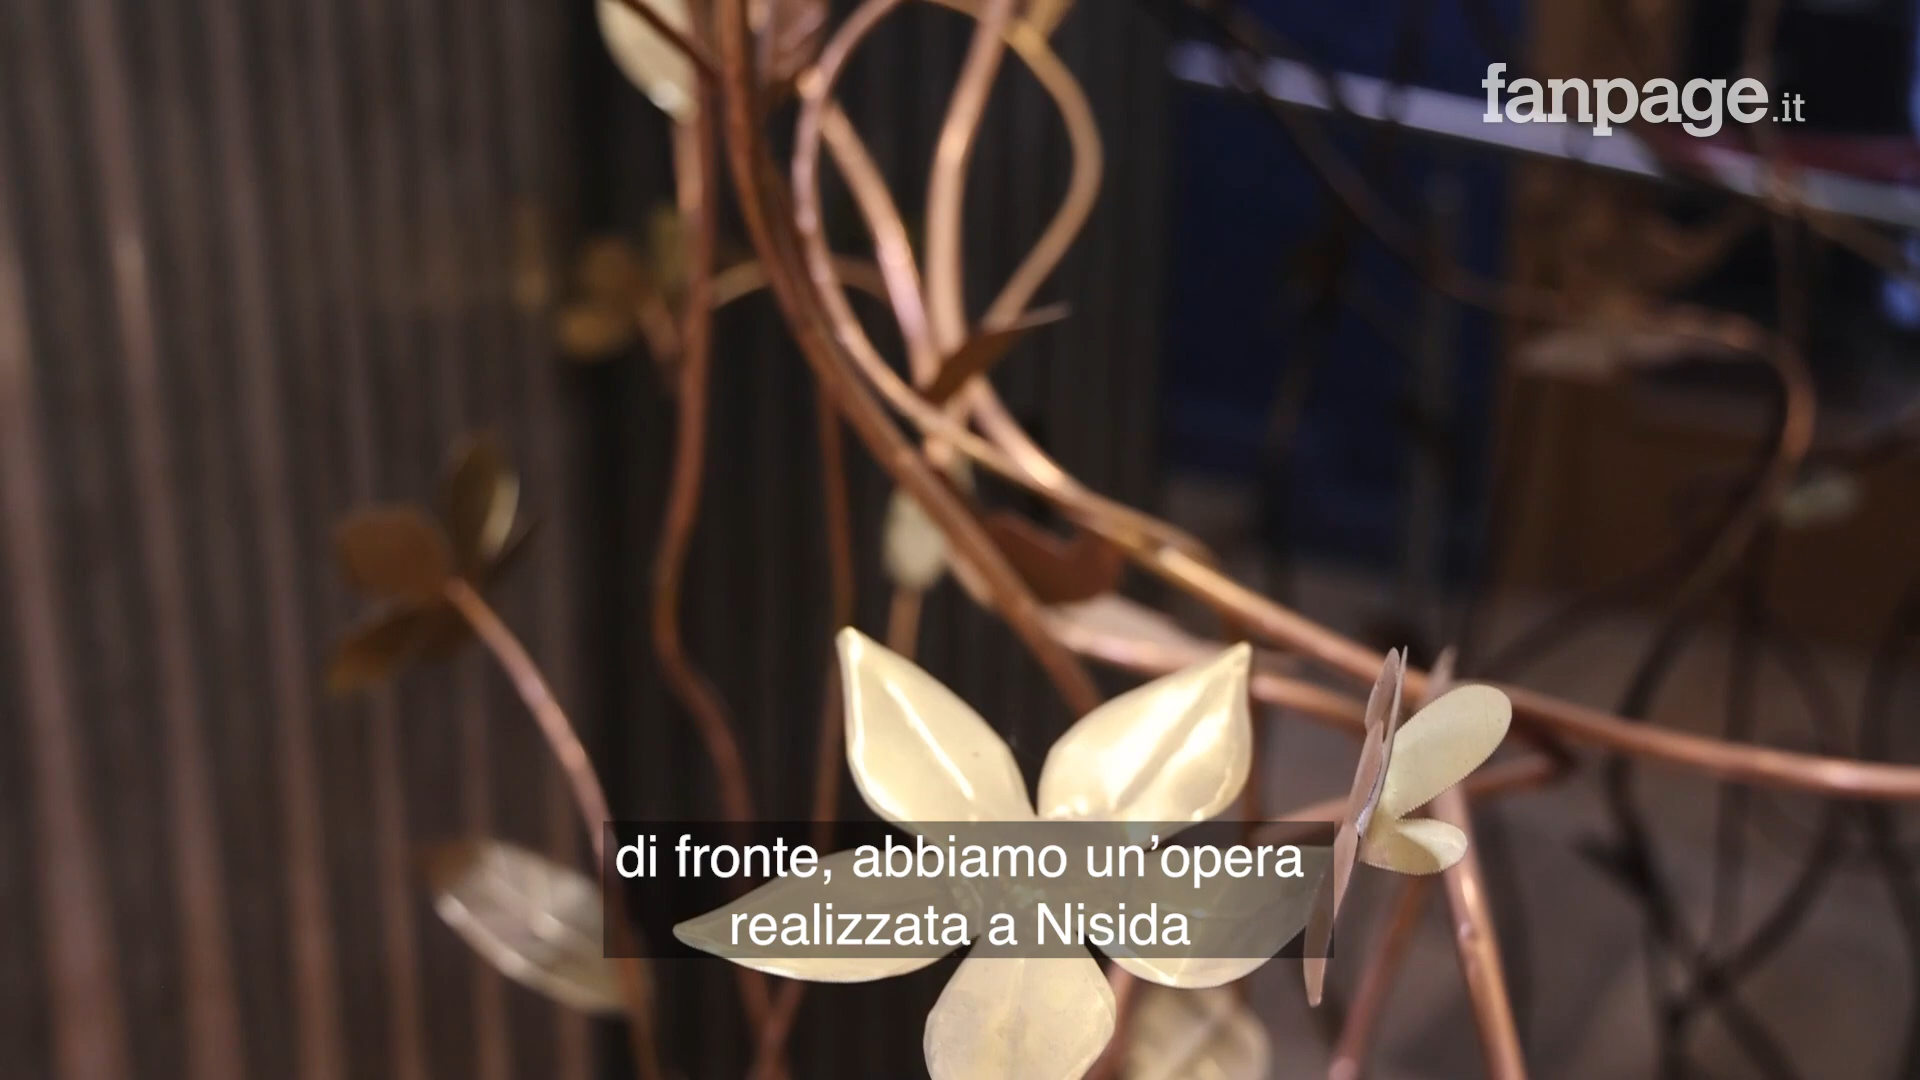 fanpage.it
di fronte, abbiamo un’opera
realizzata a Nisida